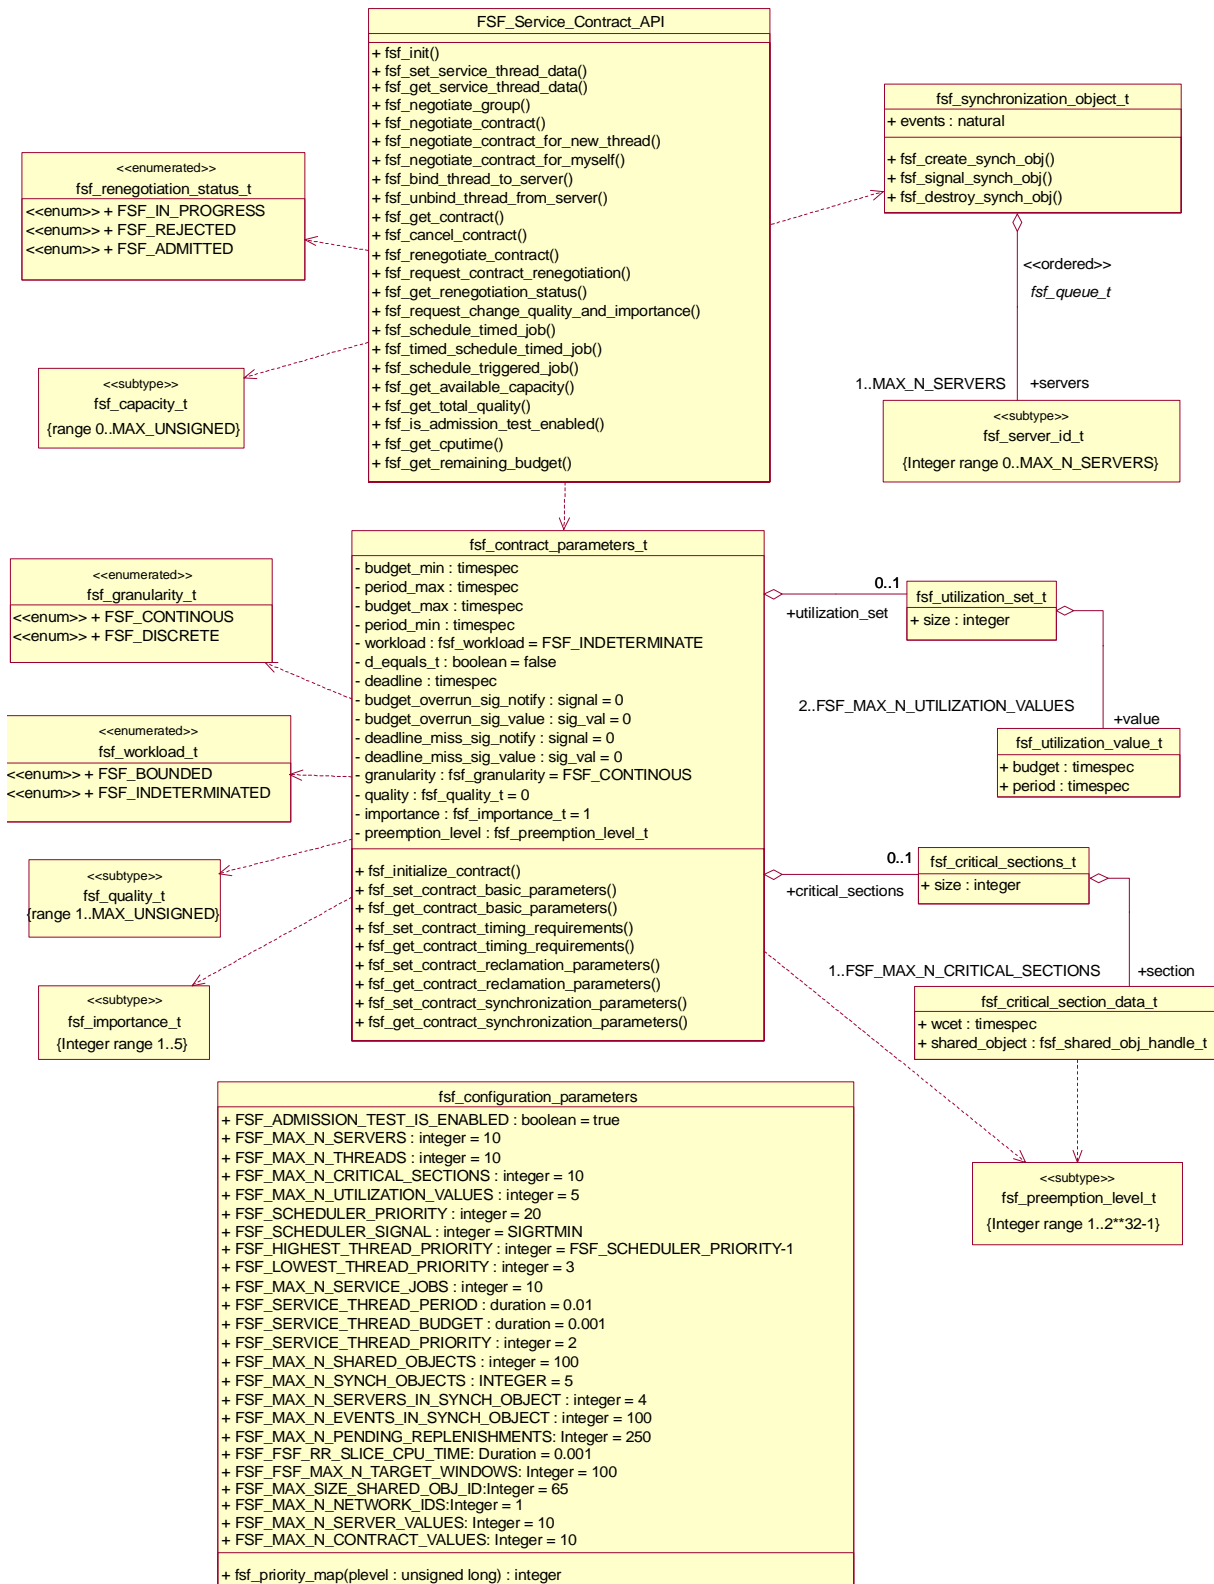 FSF_Service_Contract_API
+ fsf_init()
+ fsf_set_service_thread_data()
+ fsf_get_service_thread_data()
+ fsf_negotiate_group()
+ fsf_negotiate_contract()
+ fsf_negotiate_contract_for_new_thread()
+ fsf_negotiate_contract_for_myself()
+ fsf_bind_thread_to_server()
+ fsf_unbind_thread_from_server()
+ fsf_get_contract()
+ fsf_cancel_contract()
+ fsf_renegotiate_contract()
+ fsf_request_contract_renegotiation()
+ fsf_get_renegotiation_status()
+ fsf_request_change_quality_and_importance()
+ fsf_schedule_timed_job()
+ fsf_timed_schedule_timed_job()
+ fsf_schedule_triggered_job()
+ fsf_get_available_capacity()
+ fsf_get_total_quality()
+ fsf_is_admission_test_enabled()
+ fsf_get_cputime()
+ fsf_get_remaining_budget()
fsf_synchronization_object_t
+ events : natural
+ fsf_create_synch_obj()
+ fsf_signal_synch_obj()
+ fsf_destroy_synch_obj()
<<ordered>>
fsf_queue_t
1..MAX_N_SERVERS
+servers
<<subtype>>
fsf_server_id_t
{Integer range 0..MAX_N_SERVERS}
<<enumerated>>
fsf_renegotiation_status_t
<<enum>> + FSF_IN_PROGRESS
<<enum>> + FSF_REJECTED
<<enum>> + FSF_ADMITTED
<<subtype>>
fsf_capacity_t
{range 0..MAX_UNSIGNED}
fsf_contract_parameters_t
- budget_min : timespec
- period_max : timespec
- budget_max : timespec
- period_min : timespec
- workload : fsf_workload = FSF_INDETERMINATE
- d_equals_t : boolean = false
- deadline : timespec
- budget_overrun_sig_notify : signal = 0
- budget_overrun_sig_value : sig_val = 0
- deadline_miss_sig_notify : signal = 0
- deadline_miss_sig_value : sig_val = 0
- granularity : fsf_granularity = FSF_CONTINOUS
- quality : fsf_quality_t = 0
- importance : fsf_importance_t = 1
- preemption_level : fsf_preemption_level_t
+ fsf_initialize_contract()
+ fsf_set_contract_basic_parameters()
+ fsf_get_contract_basic_parameters()
+ fsf_set_contract_timing_requirements()
+ fsf_get_contract_timing_requirements()
+ fsf_set_contract_reclamation_parameters()
+ fsf_get_contract_reclamation_parameters()
+ fsf_set_contract_synchronization_parameters()
+ fsf_get_contract_synchronization_parameters()
<<enumerated>>
fsf_granularity_t
<<enum>> + FSF_CONTINOUS
<<enum>> + FSF_DISCRETE
<<enumerated>>
fsf_workload_t
<<enum>> + FSF_BOUNDED
<<enum>> + FSF_INDETERMINATED
<<subtype>>
fsf_quality_t
{range 1..MAX_UNSIGNED}
<<subtype>>
fsf_importance_t
{Integer range 1..5}
0..1
+utilization_set
fsf_utilization_set_t
+ size : integer
2..FSF_MAX_N_UTILIZATION_VALUES
+value
fsf_utilization_value_t
+ budget : timespec
+ period : timespec
0..1
+critical_sections
fsf_critical_sections_t
+ size : integer
1..FSF_MAX_N_CRITICAL_SECTIONS
+section
fsf_critical_section_data_t
+ wcet : timespec
+ shared_object : fsf_shared_obj_handle_t
<<subtype>>
fsf_preemption_level_t
{Integer range 1..2**32-1}
fsf_configuration_parameters
+ FSF_ADMISSION_TEST_IS_ENABLED : boolean = true
+ FSF_MAX_N_SERVERS : integer = 10
+ FSF_MAX_N_THREADS : integer = 10
+ FSF_MAX_N_CRITICAL_SECTIONS : integer = 10
+ FSF_MAX_N_UTILIZATION_VALUES : integer = 5
+ FSF_SCHEDULER_PRIORITY : integer = 20
+ FSF_SCHEDULER_SIGNAL : integer = SIGRTMIN
+ FSF_HIGHEST_THREAD_PRIORITY : integer = FSF_SCHEDULER_PRIORITY-1
+ FSF_LOWEST_THREAD_PRIORITY : integer = 3
+ FSF_MAX_N_SERVICE_JOBS : integer = 10
+ FSF_SERVICE_THREAD_PERIOD : duration = 0.01
+ FSF_SERVICE_THREAD_BUDGET : duration = 0.001
+ FSF_SERVICE_THREAD_PRIORITY : integer = 2
+ FSF_MAX_N_SHARED_OBJECTS : integer = 100
+ FSF_MAX_N_SYNCH_OBJECTS : INTEGER = 5
+ FSF_MAX_N_SERVERS_IN_SYNCH_OBJECT : integer = 4
+ FSF_MAX_N_EVENTS_IN_SYNCH_OBJECT : integer = 100
+ FSF_MAX_N_PENDING_REPLENISHMENTS: Integer = 250
+ FSF_FSF_RR_SLICE_CPU_TIME: Duration = 0.001
+ FSF_FSF_MAX_N_TARGET_WINDOWS: Integer = 100
+ FSF_MAX_SIZE_SHARED_OBJ_ID:Integer = 65
+ FSF_MAX_N_NETWORK_IDS:Integer = 1
+ FSF_MAX_N_SERVER_VALUES: Integer = 10
+ FSF_MAX_N_CONTRACT_VALUES: Integer = 10
+ fsf_priority_map(plevel : unsigned long) : integer